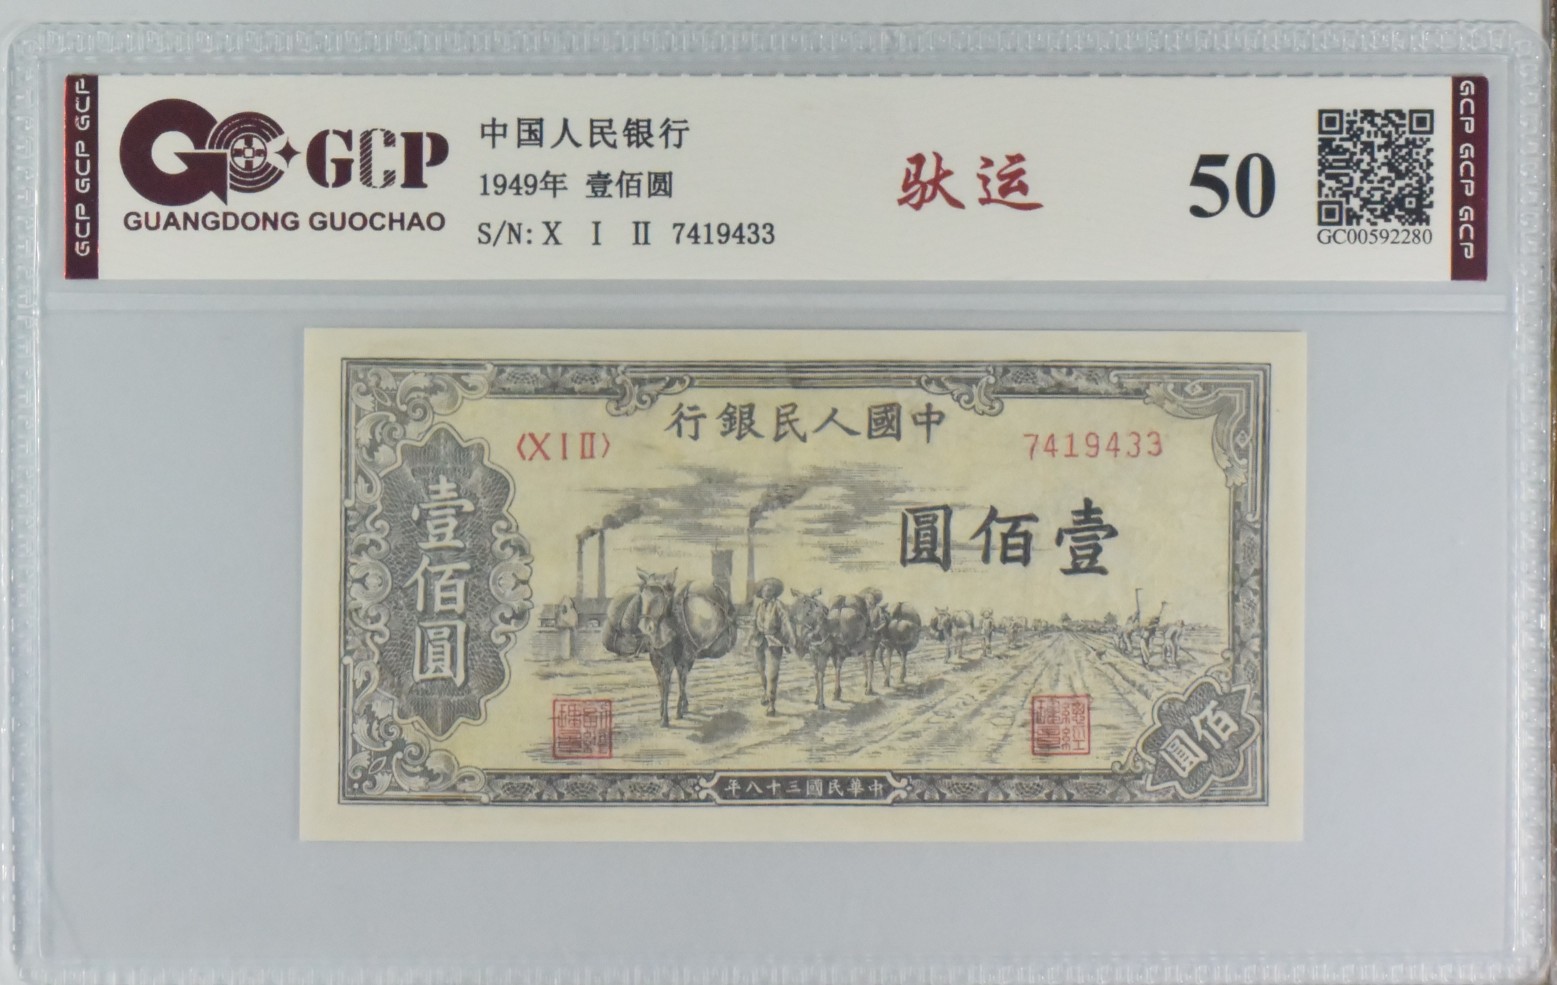 GCP GCP GCP
GCP
GUANGDONG GUOCHAO
中国人民银行
1949年 壹佰圆
S/N: X I II 7419433
驮运
50
GC00592280
GCP GCP GCP
行銀民人國中
〈X I II〉
7419433
圓佰壹
壹佰圓
佰圓
年八十三國民華中